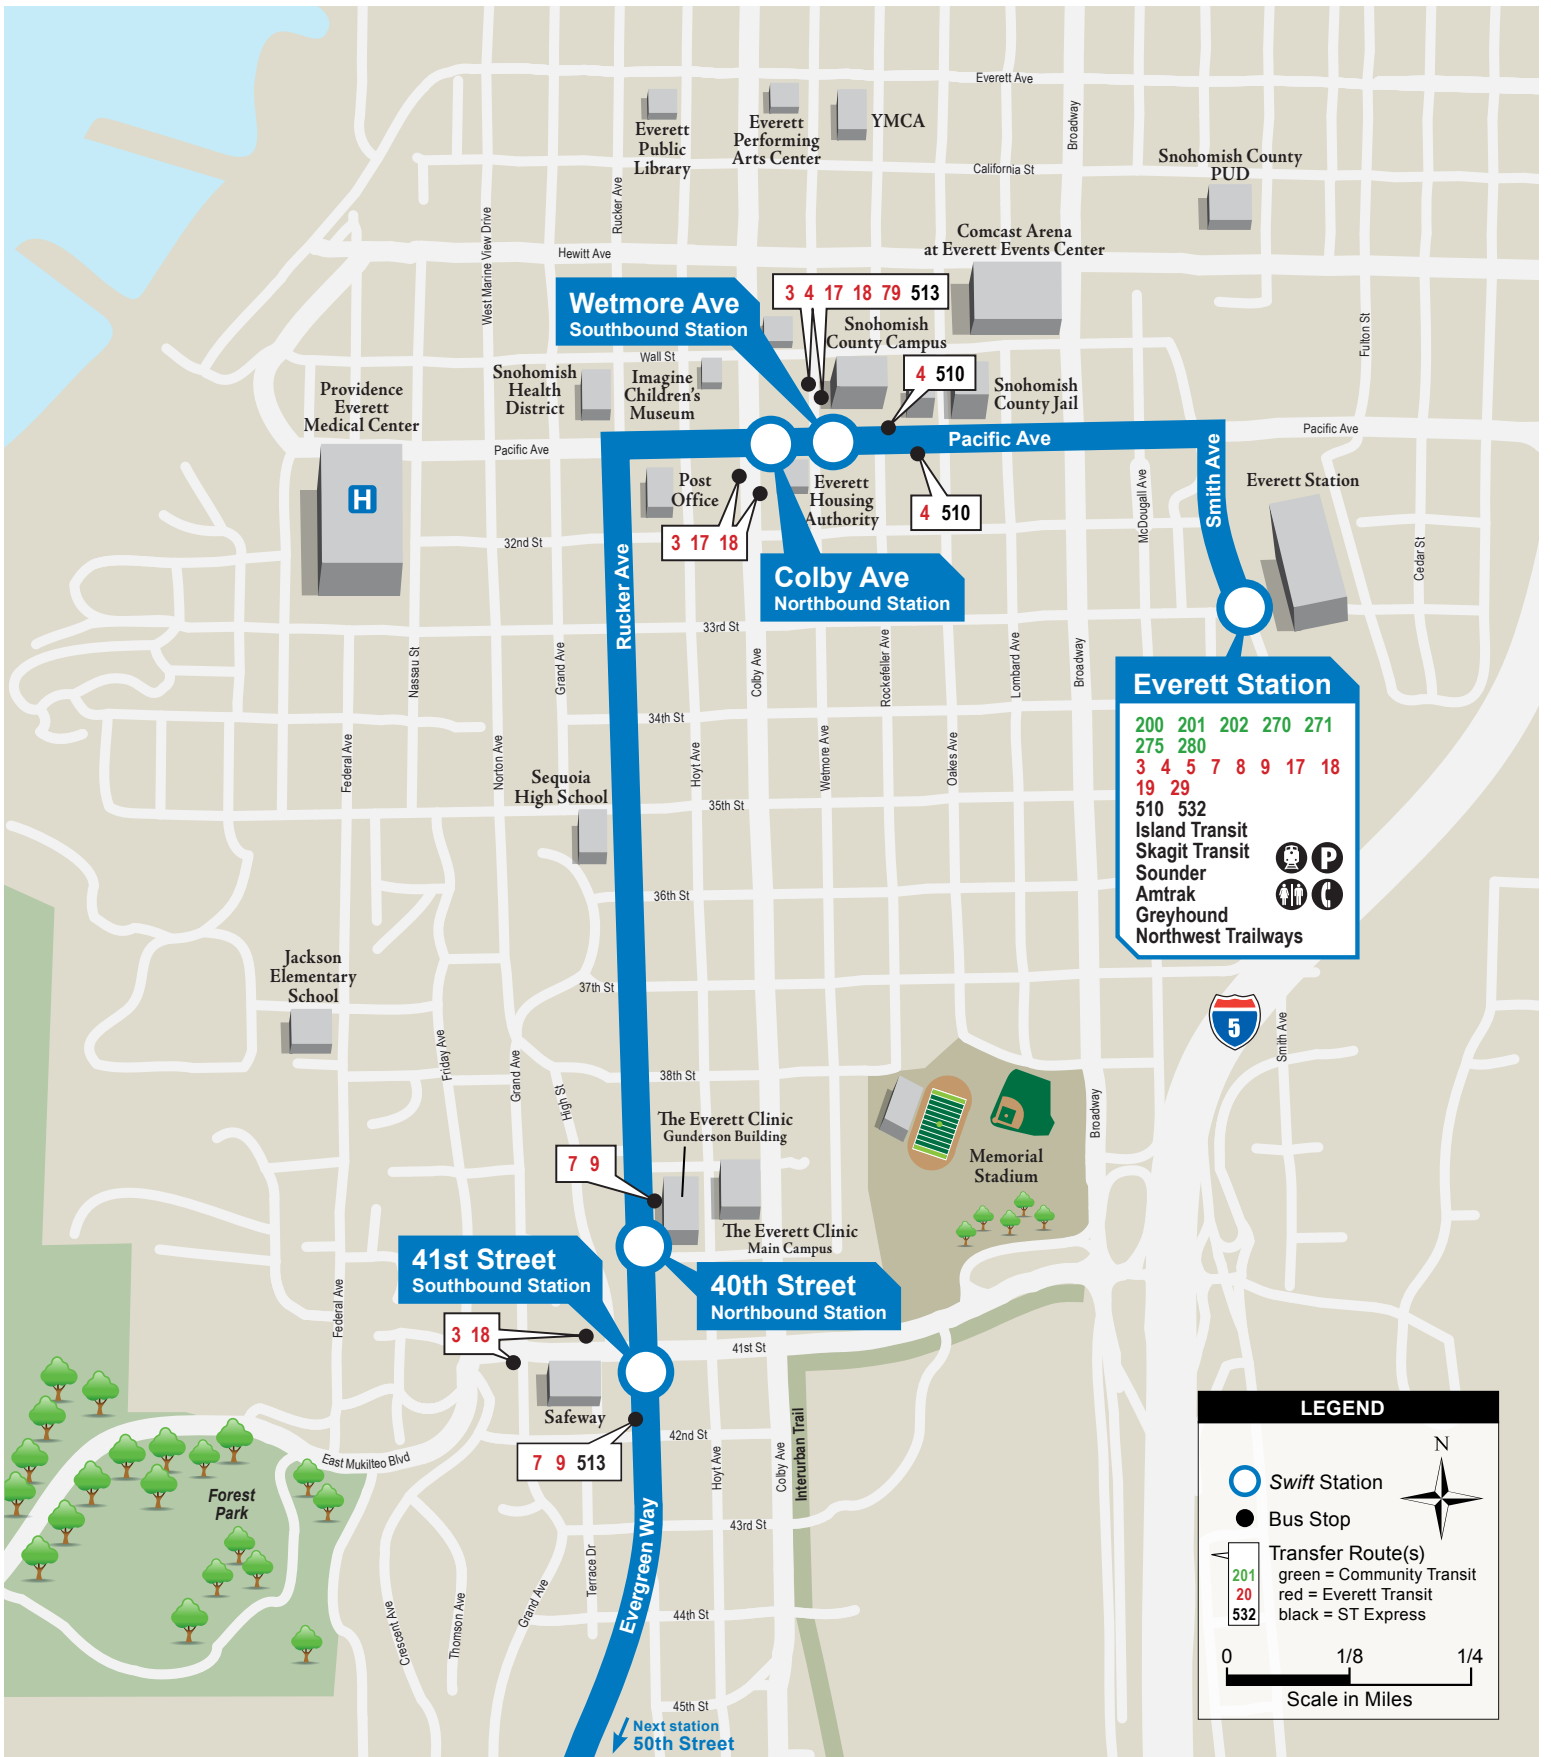 Everett Ave
Broadway
Everett
Public
Library
Everett
Performing
Arts Center
YMCA
California St
Snohomish County
PUD
Rucker Ave
West Marine View Drive
Hewitt Ave
Comcast Arena
at Everett Events Center
Wetmore Ave
Southbound Station
3 4 17 18 79 513
Snohomish
County Campus
Fulton St
Wall St
Snohomish
Health
District
Imagine
Children's
Museum
4 510
Snohomish
County Jail
Providence
Everett
Medical Center
H
Pacific Ave
Pacific Ave
Pacific Ave
Smith Ave
Post
Office
Everett
Housing
Authority
4 510
McDougall Ave
Everett Station
3 17 18
32nd St
Cedar St
Colby Ave
Northbound Station
Rucker Ave
33rd St
Nassau St
Grand Ave
Colby Ave
Rockefeller Ave
Lombard Ave
Broadway
Everett Station
200 201 202 270 271
275 280
3 4 5 7 8 9 17 18
19 29
510 532
Island Transit
Skagit Transit
Sounder
Amtrak
Greyhound
Northwest Trailways
P
34th St
Federal Ave
Norton Ave
Hoyt Ave
Wetmore Ave
Oakes Ave
Sequoia
High School
35th St
36th St
Jackson
Elementary
School
37th St
5
Smith Ave
Friday Ave
Grand Ave
High St
38th St
Broadway
The Everett Clinic
Gunderson Building
Memorial
Stadium
7 9
The Everett Clinic
Main Campus
41st Street
Southbound Station
40th Street
Northbound Station
Federal Ave
3 18
41st St
Safeway
42nd St
7 9 513
Hoyt Ave
Colby Ave
Interurban Trail
East Mukilteo Blvd
Forest
Park
Evergreen Way
43rd St
Terrace Dr
Grand Ave
Thomson Ave
Crescent Ave
44th St
45th St
Next station
50th Street
LEGEND
N
Swift Station
Bus Stop
Transfer Route(s)
201 green = Community Transit
20 red = Everett Transit
532 black = ST Express
0 1/8 1/4
Scale in Miles